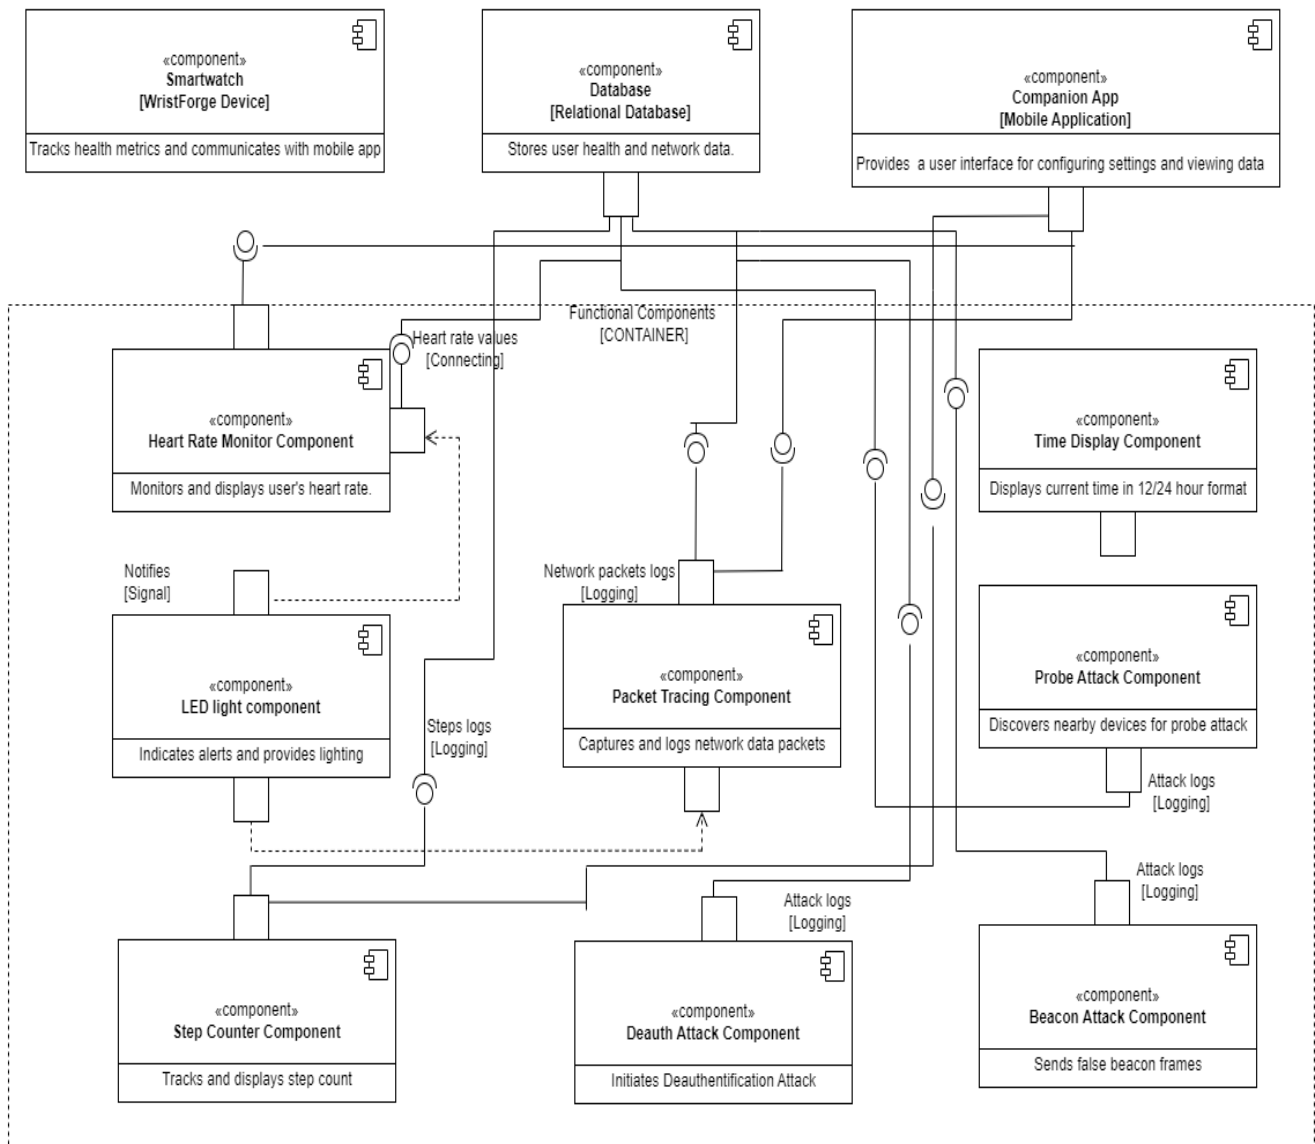 «component»
Smartwatch
[WristForge Device]
Tracks health metrics and communicates with mobile app
«component»
Database
[Relational Database]
Stores user health and network data.
«component»
Companion App
[Mobile Application]
Provides a user interface for configuring settings and viewing data
Functional Components
[CONTAINER]
Heart rate values
[Connecting]
«component»
Heart Rate Monitor Component
Monitors and displays user's heart rate.
«component»
Time Display Component
Displays current time in 12/24 hour format
Notifies
[Signal]
Network packets logs
[Logging]
«component»
LED light component
Indicates alerts and provides lighting
Steps logs
[Logging]
«component»
Packet Tracing Component
Captures and logs network data packets
«component»
Probe Attack Component
Discovers nearby devices for probe attack
Attack logs
[Logging]
Attack logs
[Logging]
Attack logs
[Logging]
«component»
Step Counter Component
Tracks and displays step count
«component»
Deauth Attack Component
Initiates Deauthentification Attack
«component»
Beacon Attack Component
Sends false beacon frames